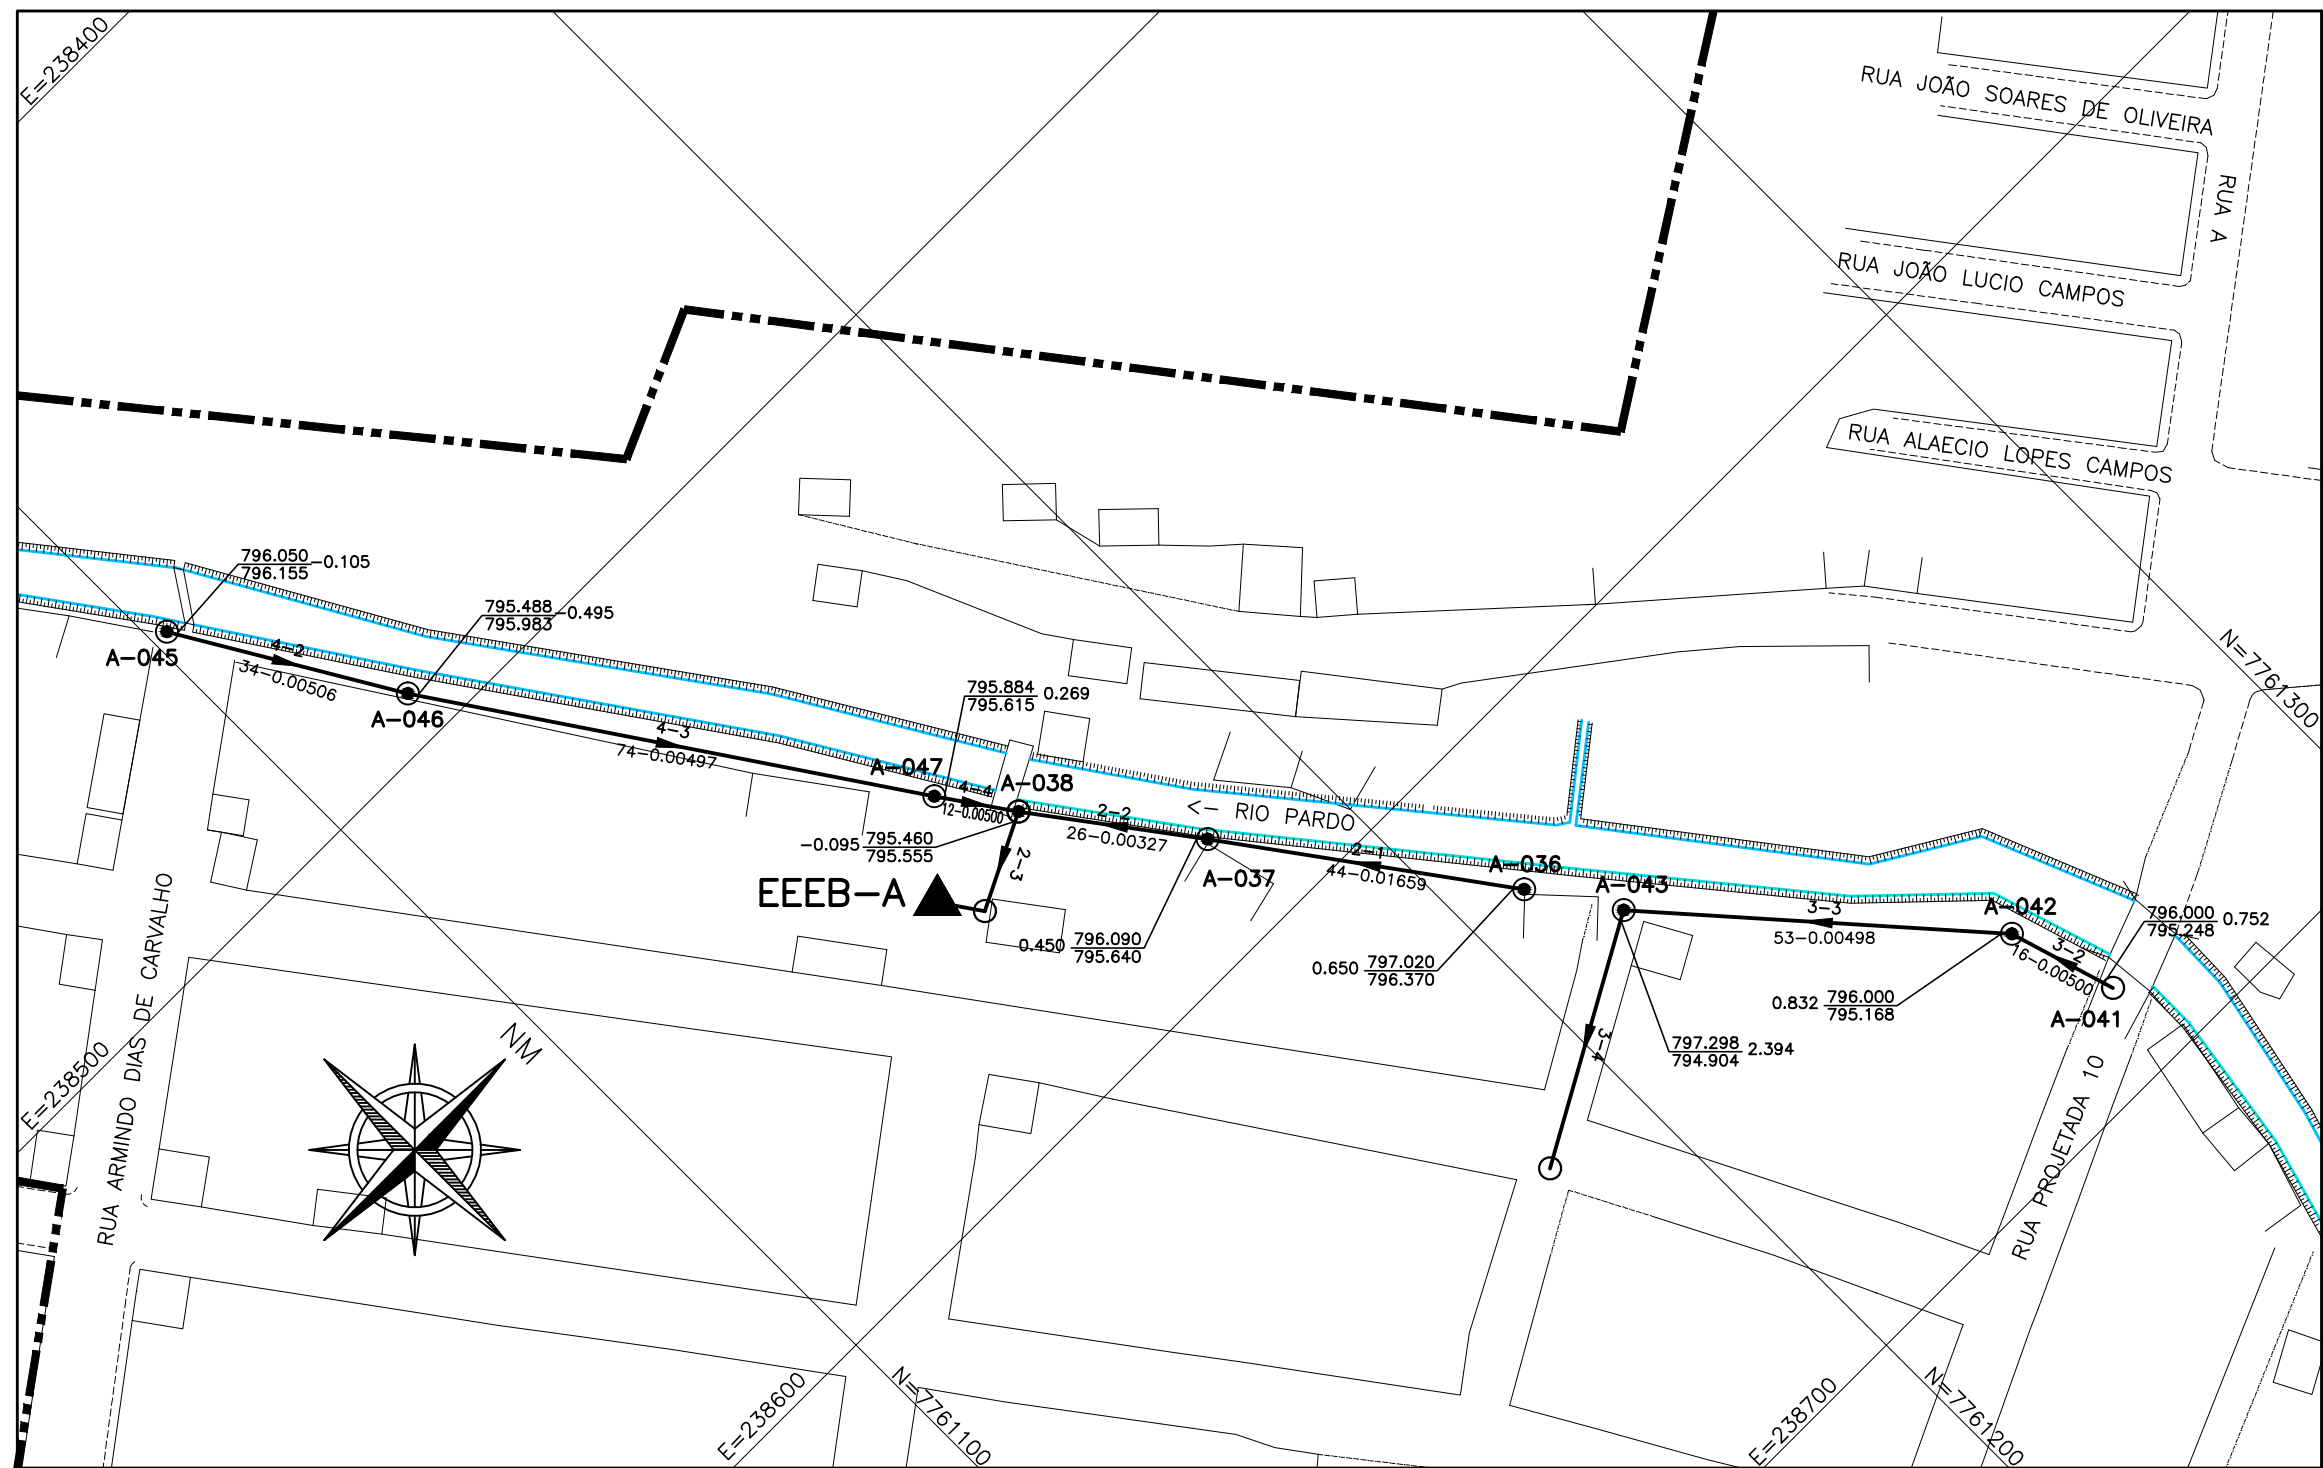 E=238400
RUA JOÃO SOARES DE OLIVEIRA
RUA A
RUA JOÃO LUCIO CAMPOS
RUA ALAECIO LOPES CAMPOS
796.050 -0.105
796.155
A-045
4-2
34-0.00506
795.488 -0.495
795.983
A-046
4-3
74-0.00497
795.884 0.269
795.615
A-047
4-4
12-0.00500
A-038
-0.095 795.460
795.555
2-3
EEEB-A
2-2
26-0.00327
<- RIO PARDO
A-037
0.450 796.090
795.640
2-1
44-0.01659
A-036
0.650 797.020
796.370
A-043
3-3
53-0.00498
A-042
0.832 796.000
795.168
3-2
16-0.00500
796.000 0.752
795.248
A-041
3-4
797.298 2.394
794.904
N=7761300
RUA ARMINDO DIAS DE CARVALHO
E=238500
NM
RUA PROJETADA 10
E=238600
N=7761100
E=238700
N=7761200